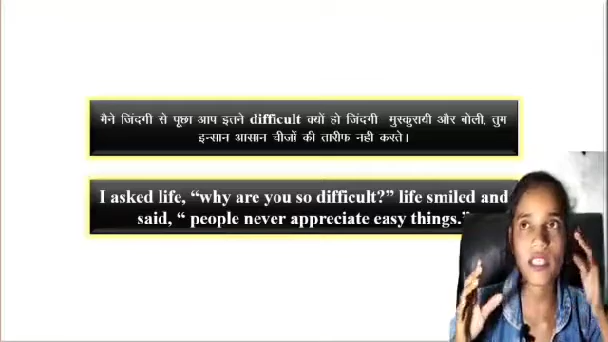 मैने जिंदगी से पूछा आप इतने difficult क्यों हो जिंदगी मुस्कुरायी और बोली, तुम
इन्सान आसान चीजों की तारीफ नही करते।
I asked life, “why are you so difficult?” life smiled and
said, “ people never appreciate easy things.”